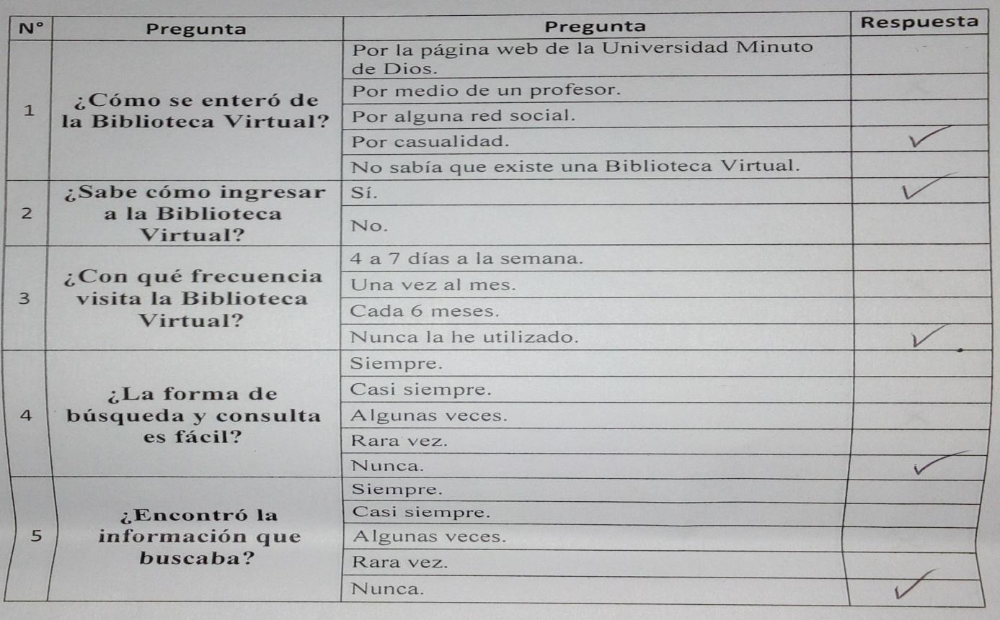 N° Pregunta Pregunta Respuesta
1
¿Cómo se enteró de
la Biblioteca Virtual?
Por la página web de la Universidad Minuto
de Dios.
Por medio de un profesor.
Por alguna red social.
Por casualidad. ✓
No sabía que existe una Biblioteca Virtual.
2
¿Sabe cómo ingresar
a la Biblioteca
Virtual?
Sí. ✓
No.
3
¿Con qué frecuencia
visita la Biblioteca
Virtual?
4 a 7 días a la semana.
Una vez al mes.
Cada 6 meses.
Nunca la he utilizado. ✓
4
¿La forma de
búsqueda y consulta
es fácil?
Siempre.
Casi siempre.
Algunas veces.
Rara vez.
Nunca. ✓
5
¿Encontró la
información que
buscaba?
Siempre.
Casi siempre.
Algunas veces.
Rara vez.
Nunca. ✓